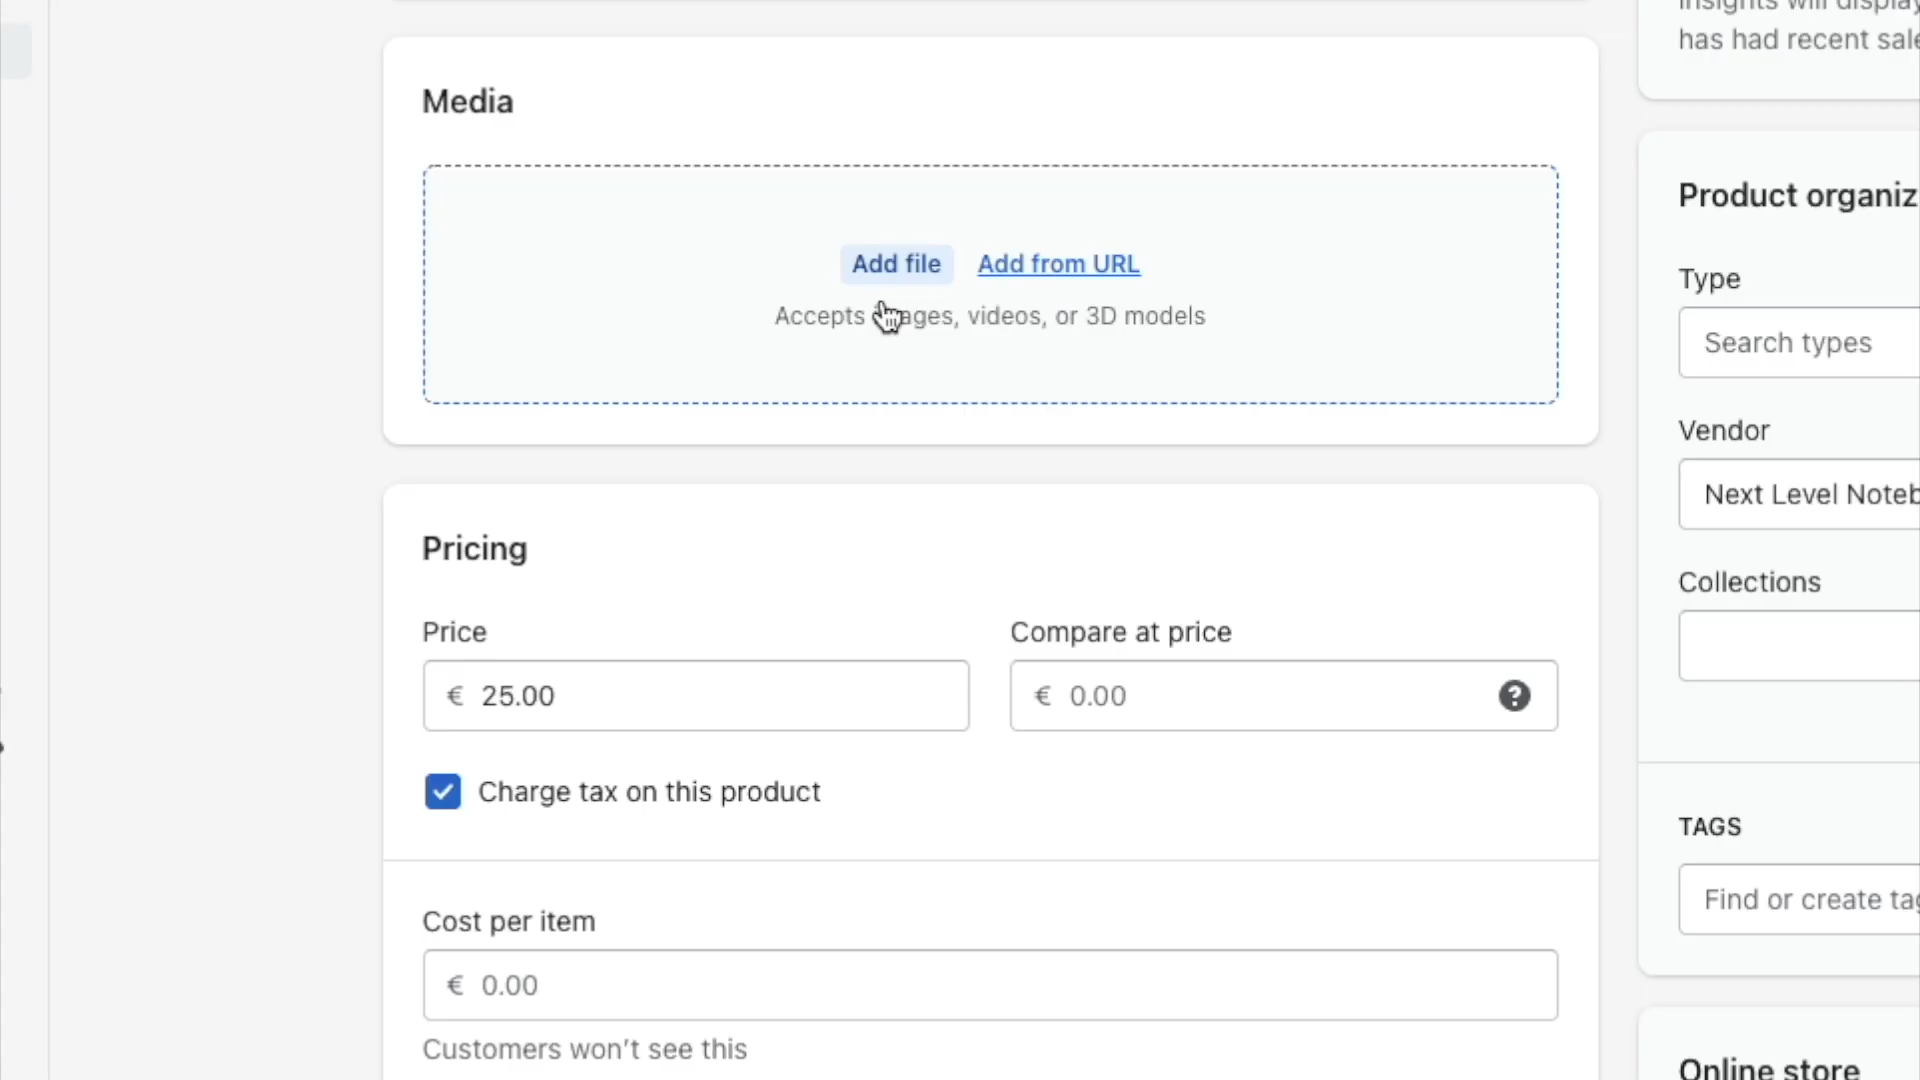 Media
Add file
Add from URL
Accepts images, videos, or 3D models
Pricing
Price
Compare at price
€ 25.00
€ 0.00
?
Charge tax on this product
Cost per item
€ 0.00
Customers won't see this
Insights will display
has had recent sale
Product organiz
Type
Search types
Vendor
Next Level Noteb
Collections
TAGS
Find or create tag
Online store